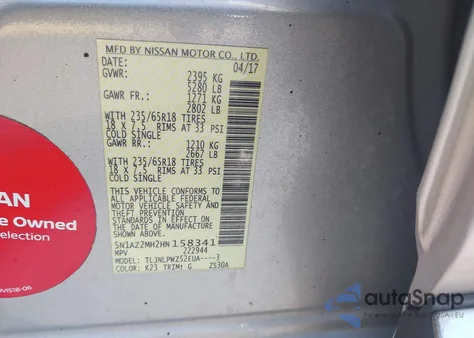 MFD BY NISSAN MOTOR CO., LTD.
DATE: 04/17
GVWR: 2395 KG
5280 LB
GAWR FR.: 1271 KG
2802 LB
WITH 235/65R18 TIRES
18 X 7.5 RIMS AT 33 PSI
COLD SINGLE
GAWR RR.: 1210 KG
2667 LB
WITH 235/65R18 TIRES
18 X 7.5 RIMS AT 33 PSI
COLD SINGLE
THIS VEHICLE CONFORMS TO
ALL APPLICABLE FEDERAL
MOTOR VEHICLE SAFETY AND
THEFT PREVENTION
STANDARDS IN EFFECT ON
THE DATE OF MANUFACTURE
SHOWN ABOVE.
5N1AZ2MH2HN158341
MPV 222944
MODEL: TLJNLPWZ52EUA----3
COLOR: K23 TRIM: G ZS30A
AN
e Owned
election
autoSnap
EU